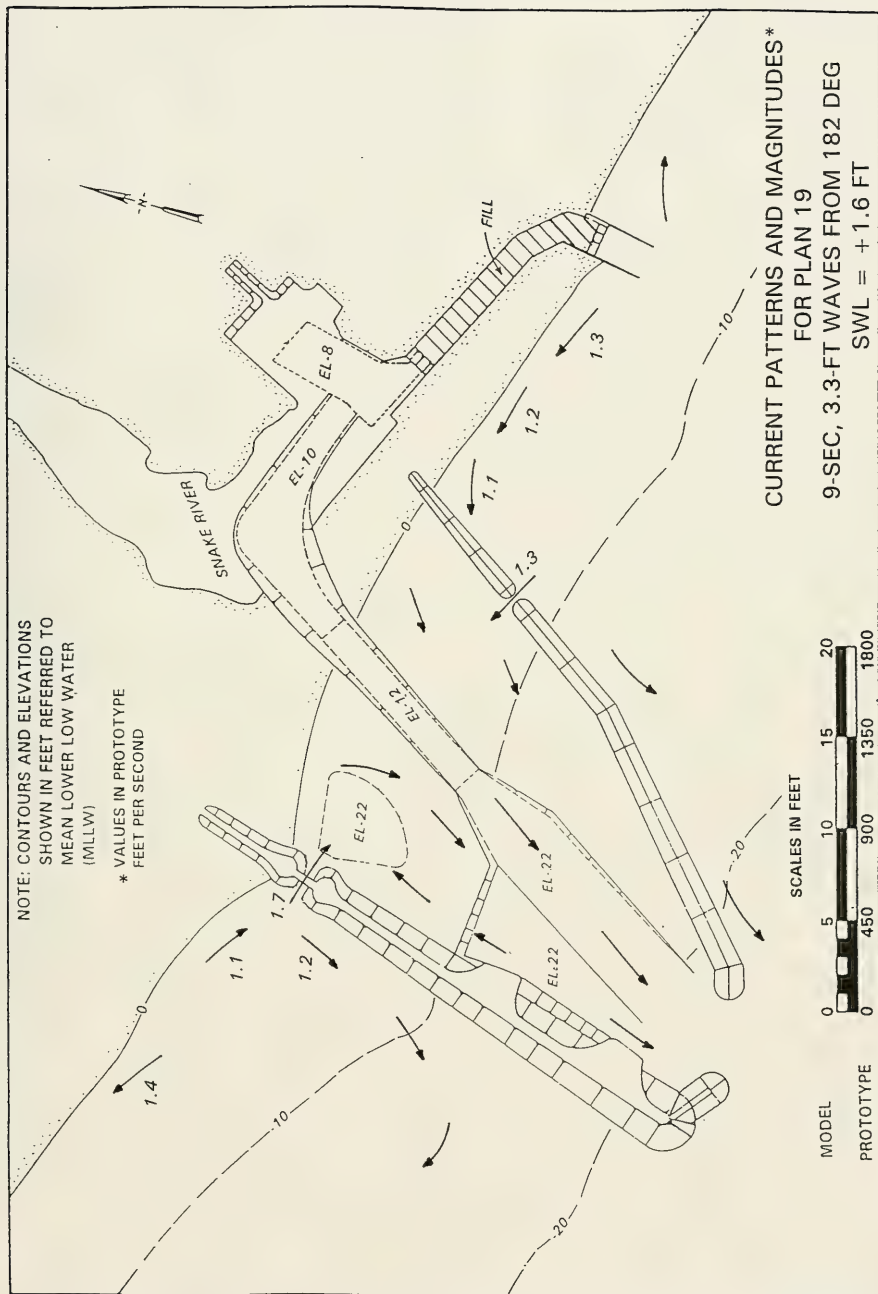 NOTE: CONTOURS AND ELEVATIONS
SHOWN IN FEET REFERRED TO
MEAN LOWER LOW WATER
(MLLW)
* VALUES IN PROTOTYPE
FEET PER SECOND
-N-
SNAKE RIVER
EL-8
EL-10
EL-12
EL-22
EL-22
EL-22
FILL
0
0
-10
-10
-20
-20
1.4
1.1
1.2
1.7
1.3
1.1
1.2
1.3
SCALES IN FEET
MODEL 0 5 10 15 20
PROTOTYPE 0 450 900 1350 1800
CURRENT PATTERNS AND MAGNITUDES*
FOR PLAN 19
9-SEC, 3.3-FT WAVES FROM 182 DEG
SWL = +1.6 FT